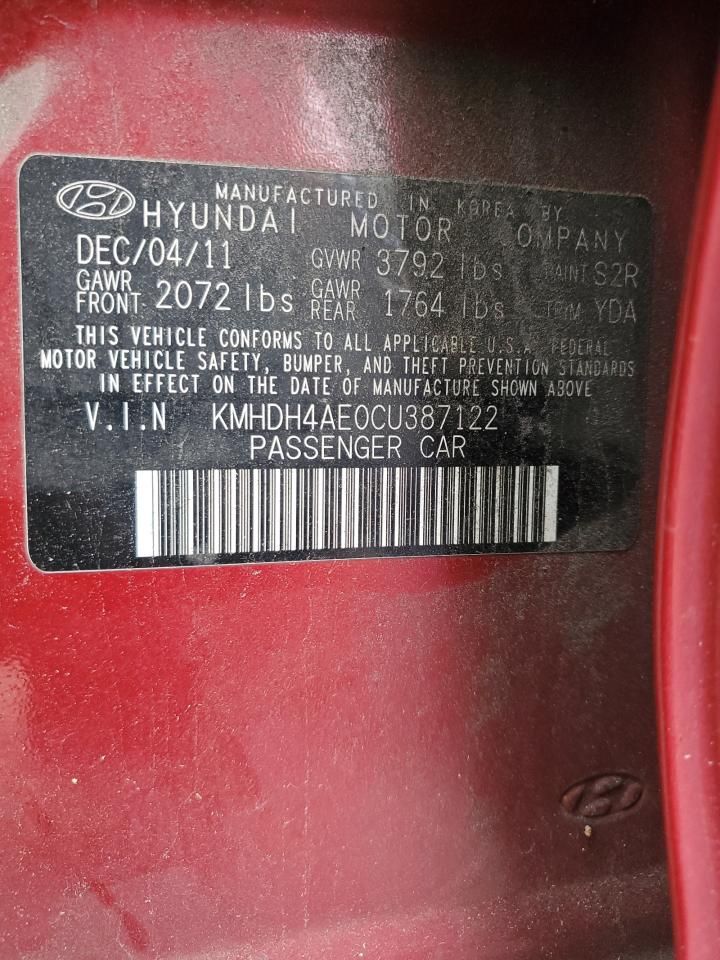 MANUFACTURED IN KOREA BY
HYUNDAI MOTOR OMPANY
DEC/04/11 GVWR 3792 lbs PAINT S2R
GAWR FRONT 2072 lbs GAWR REAR 1764 lbs TRIM YDA
THIS VEHICLE CONFORMS TO ALL APPLICABLE U.S.A. FEDERAL
MOTOR VEHICLE SAFETY, BUMPER, AND THEFT PREVENTION STANDARDS
IN EFFECT ON THE DATE OF MANUFACTURE SHOWN ABOVE
V.I.N KMHDH4AE0CU387122
PASSENGER CAR